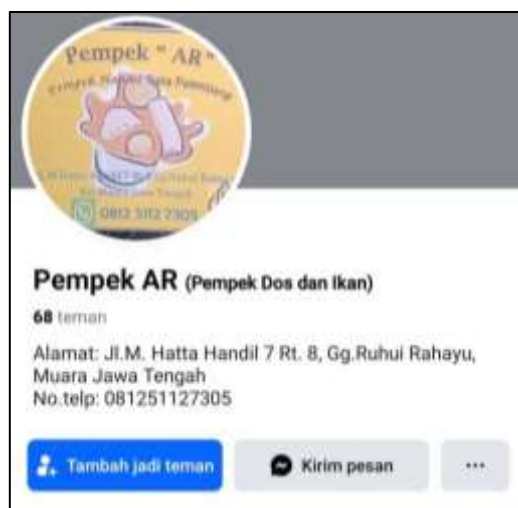 Pempek " AR "
0812 5112 7305
Pempek AR (Pempek Dos dan Ikan)
68 teman
Alamat: Jl.M. Hatta Handil 7 Rt. 8, Gg.Ruhui Rahayu,
Muara Jawa Tengah
No.telp: 081251127305
Tambah jadi teman
Kirim pesan